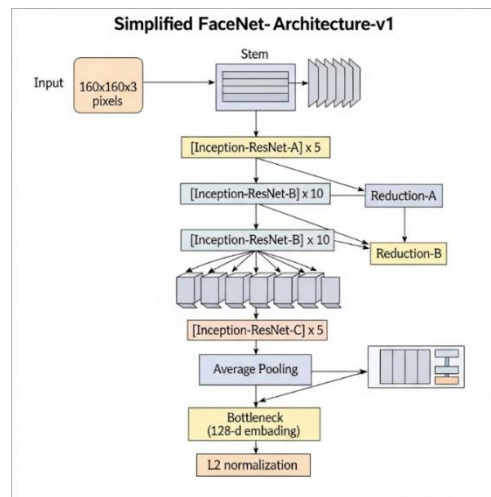 Simplified FaceNet-Architecture-v1
Stem
Input
160x160x3
pixels
[Inception-ResNet-A] x 5
[Inception-ResNet-B] x 10
Reduction-A
[Inception-ResNet-B] x 10
Reduction-B
[Inception-ResNet-C] x 5
Average Pooling
Bottleneck
(128-d embading)
L2 normalization